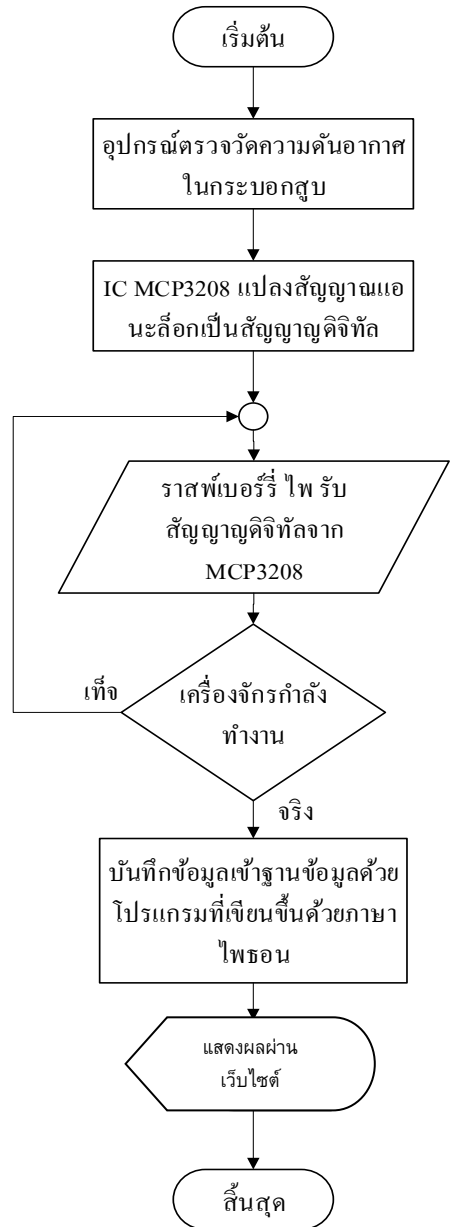 เริ่มต้น
อุปกรณ์ตรวจวัดความดันอากาศ
ในกระบอกสูบ
IC MCP3208 แปลงสัญญาณแอ
นะล็อกเป็นสัญญาญดิจิทัล
ราสพ์เบอร์รี่ ไพ รับ
สัญญาญดิจิทัลจาก
MCP3208
เท็จ
เครื่องจักรกำลัง
ทำงาน
จริง
บันทึกข้อมูลเข้าฐานข้อมูลด้วย
โปรแกรมที่เขียนขึ้นด้วยภาษา
ไพธอน
แสดงผลผ่าน
เว็บไซต์
สิ้นสุด